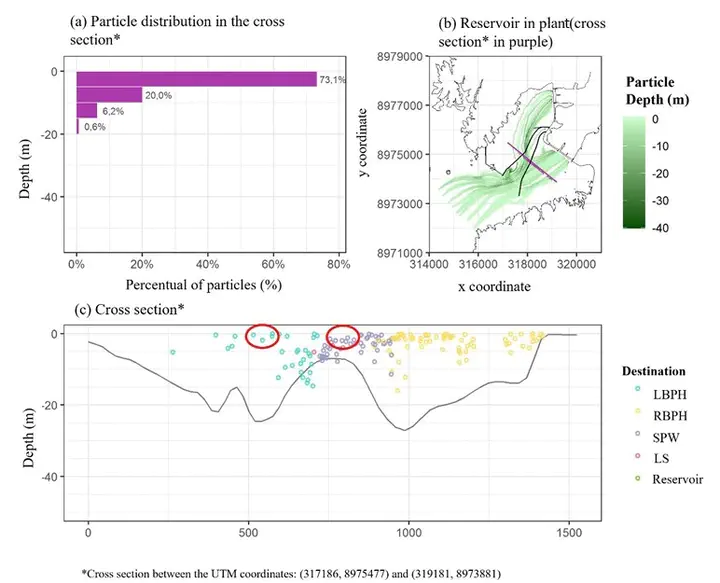 (a) Particle distribution in the cross
section*
0
-20
-40
Depth (m)
73,1%
20,0%
6,2%
0,6%
0%
20%
40%
60%
80%
Percentual of particles (%)
(b) Reservoir in plant(cross
section* in purple)
8979000
8977000
8975000
8973000
8971000
y coordinate
314000
316000
318000
320000
x coordinate
Particle
Depth (m)
0
-10
-20
-30
-40
(c) Cross section*
0
-20
-40
Depth (m)
0
500
1000
1500
Destination
LBPH
RBPH
SPW
LS
Reservoir
*Cross section between the UTM coordinates: (317186, 8975477) and (319181, 8973881)